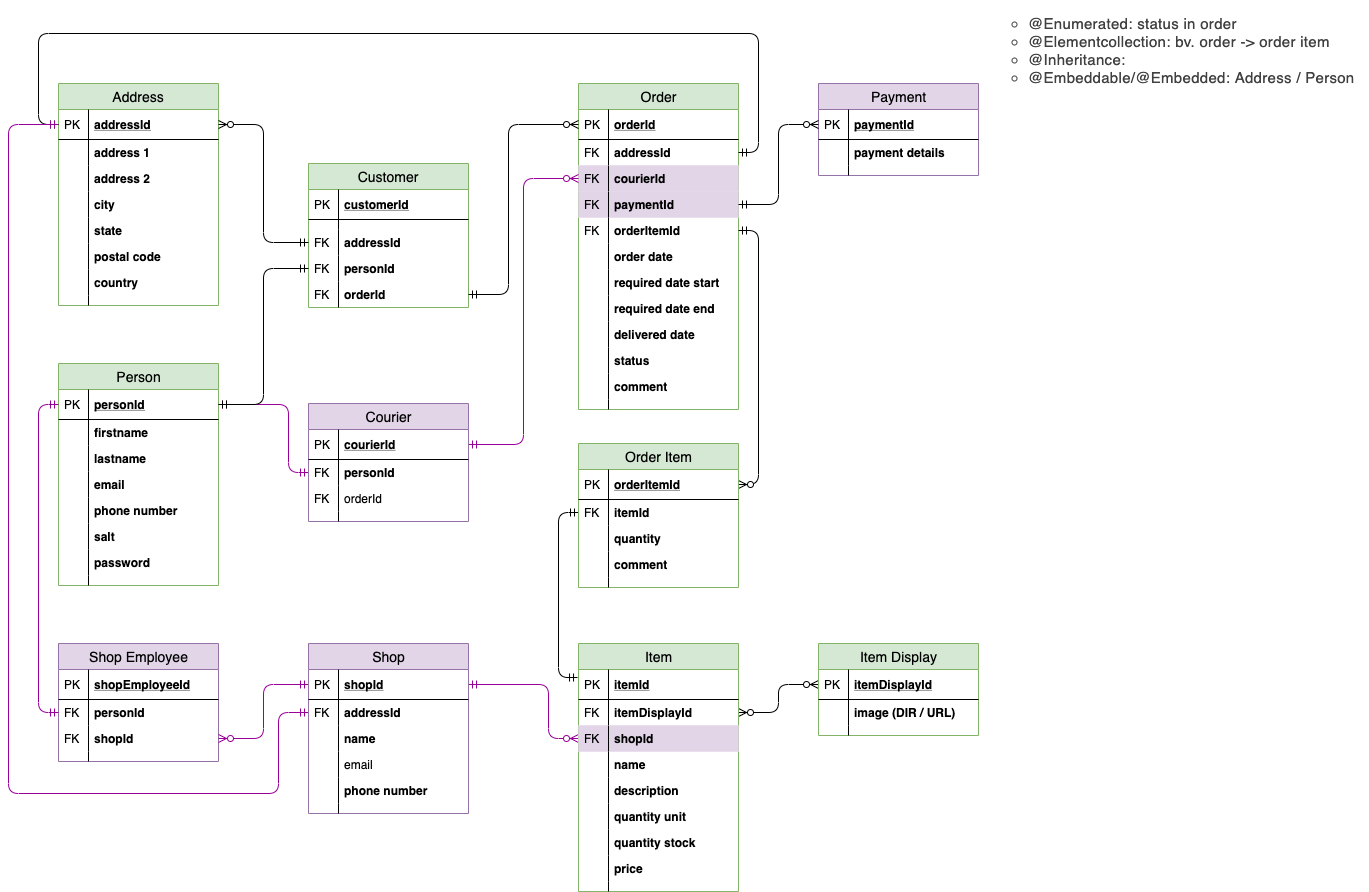 @Enumerated: status in order
@Elementcollection: bv. order -> order item
@Inheritance:
@Embeddable/@Embedded: Address / Person
Address
PK addressId
address 1
address 2
city
state
postal code
country
Customer
PK customerId
FK addressId
FK personId
FK orderId
Order
PK orderId
FK addressId
FK courierId
FK paymentId
FK orderItemId
order date
required date start
required date end
delivered date
status
comment
Payment
PK paymentId
payment details
Person
PK personId
firstname
lastname
email
phone number
salt
password
Courier
PK courierId
FK personId
FK orderId
Order Item
PK orderItemId
FK itemId
quantity
comment
Shop Employee
PK shopEmployeeId
FK personId
FK shopId
Shop
PK shopId
FK addressId
name
email
phone number
Item
PK itemId
FK itemDisplayId
FK shopId
name
description
quantity unit
quantity stock
price
Item Display
PK itemDisplayId
image (DIR / URL)